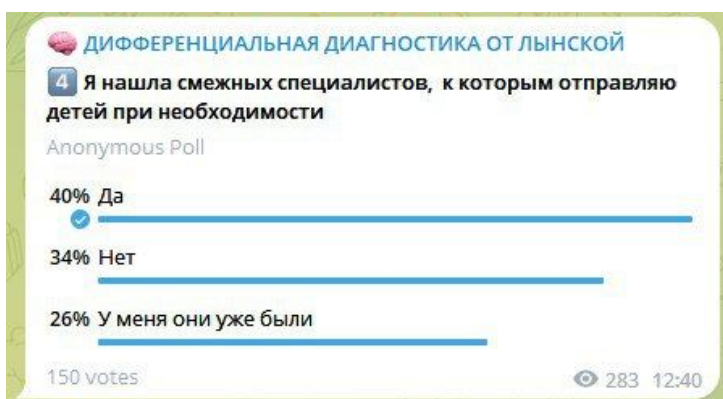 🧠 ДИФФЕРЕНЦИАЛЬНАЯ ДИАГНОСТИКА ОТ ЛЫНСКОЙ
4️⃣ Я нашла смежных специалистов, к которым отправляю
детей при необходимости
Anonymous Poll
40% Да
34% Нет
26% У меня они уже были
150 votes
283 12:40